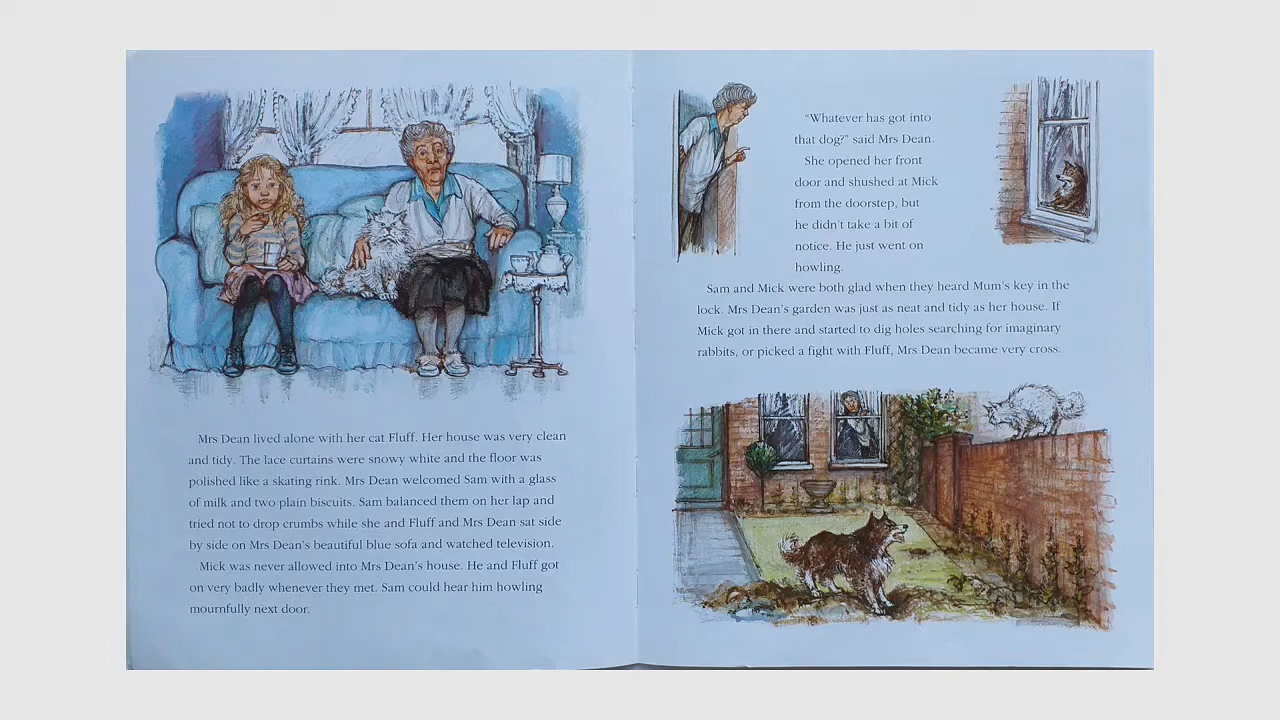 Mrs Dean lived alone with her cat Fluff. Her house was very clean
and tidy. The lace curtains were snowy white and the floor was
polished like a skating rink. Mrs Dean welcomed Sam with a glass
of milk and two plain biscuits. Sam balanced them on her lap and
tried not to drop crumbs while she and Fluff and Mrs Dean sat side
by side on Mrs Dean's beautiful blue sofa and watched television.
Mick was never allowed into Mrs Dean's house. He and Fluff got
on very badly whenever they met. Sam could hear him howling
mournfully next door.
"Whatever has got into
that dog?" said Mrs Dean.
She opened her front
door and shushed at Mick
from the doorstep, but
he didn't take a bit of
notice. He just went on
howling.
Sam and Mick were both glad when they heard Mum's key in the
lock. Mrs Dean's garden was just as neat and tidy as her house. If
Mick got in there and started to dig holes searching for imaginary
rabbits, or picked a fight with Fluff, Mrs Dean became very cross.